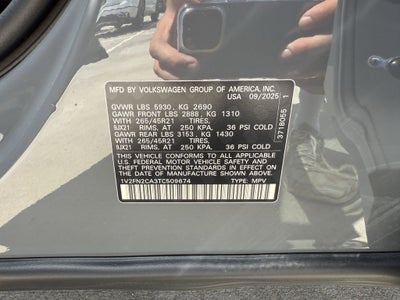 MFD BY VOLKSWAGEN GROUP OF AMERICA, INC.
USA 09/2025
GVWR LBS 5930, KG 2690
GAWR FRONT LBS 2888, KG 1310
WITH 265/45R21 TIRES,
9JX21 RIMS, AT 250 KPA, 36 PSI COLD
GAWR REAR LBS 3153, KG 1430
WITH 265/45R21 TIRES,
9JX21 RIMS, AT 250 KPA, 36 PSI COLD
THIS VEHICLE CONFORMS TO ALL APPLICABLE
U.S. FEDERAL MOTOR VEHICLE SAFETY AND
THEFT PREVENTION STANDARDS IN EFFECT ON
THE DATE OF MANUFACTURE SHOWN ABOVE.
1V2FN2CA3TC509674 TYPE: MPV
3718055 1